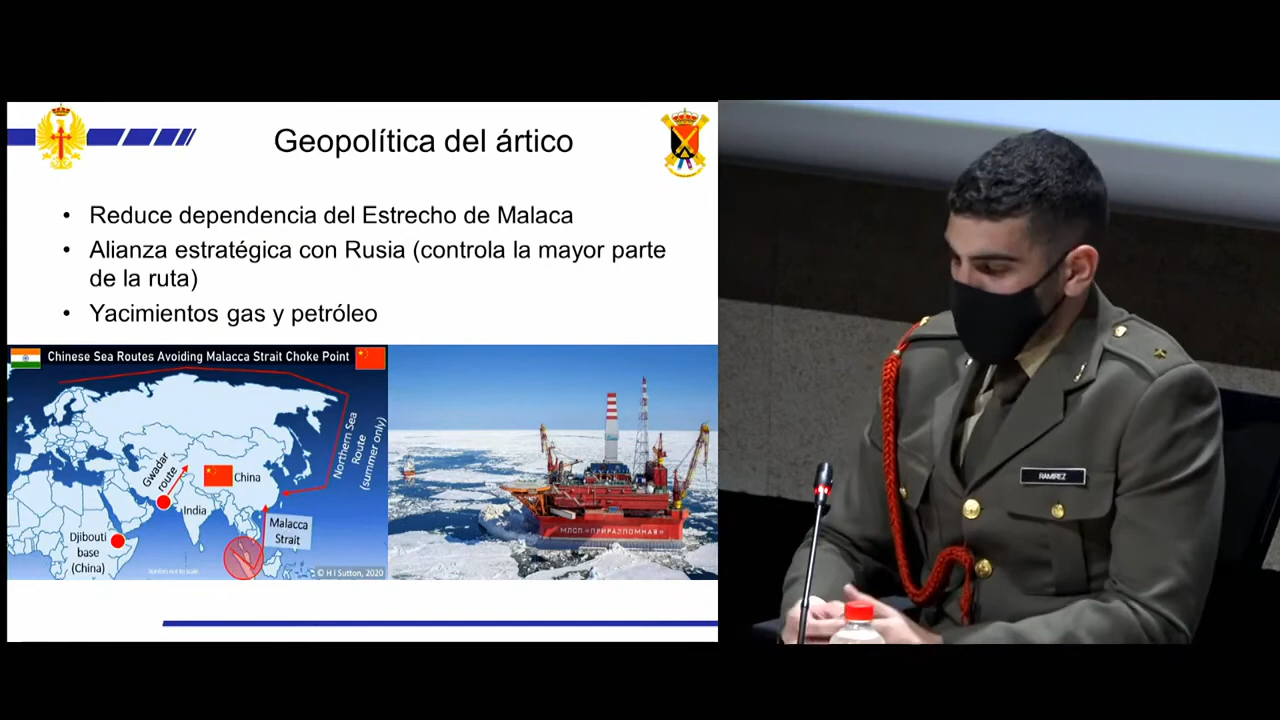 Geopolítica del ártico
• Reduce dependencia del Estrecho de Malaca
• Alianza estratégica con Rusia (controla la mayor parte
de la ruta)
• Yacimientos gas y petróleo
Chinese Sea Routes Avoiding Malacca Strait Choke Point
Northern Sea
Route
(summer only)
Gwadar
route
China
India
Malacca
Strait
Djibouti
base
(China)
© H I Sutton, 2020
МЛСП «ПРИРАЗЛОМНАЯ»
RAMIREZ